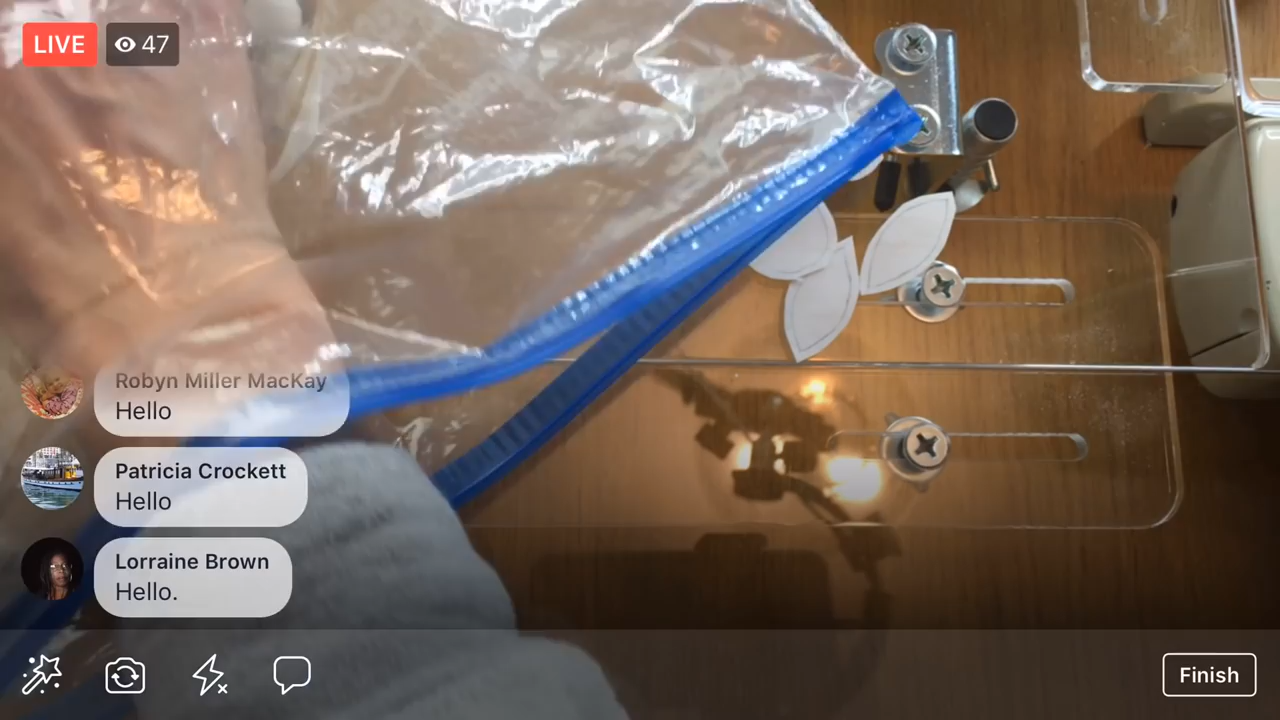 LIVE
47
Robyn Miller MacKay
Hello
Patricia Crockett
Hello
Lorraine Brown
Hello.
Finish